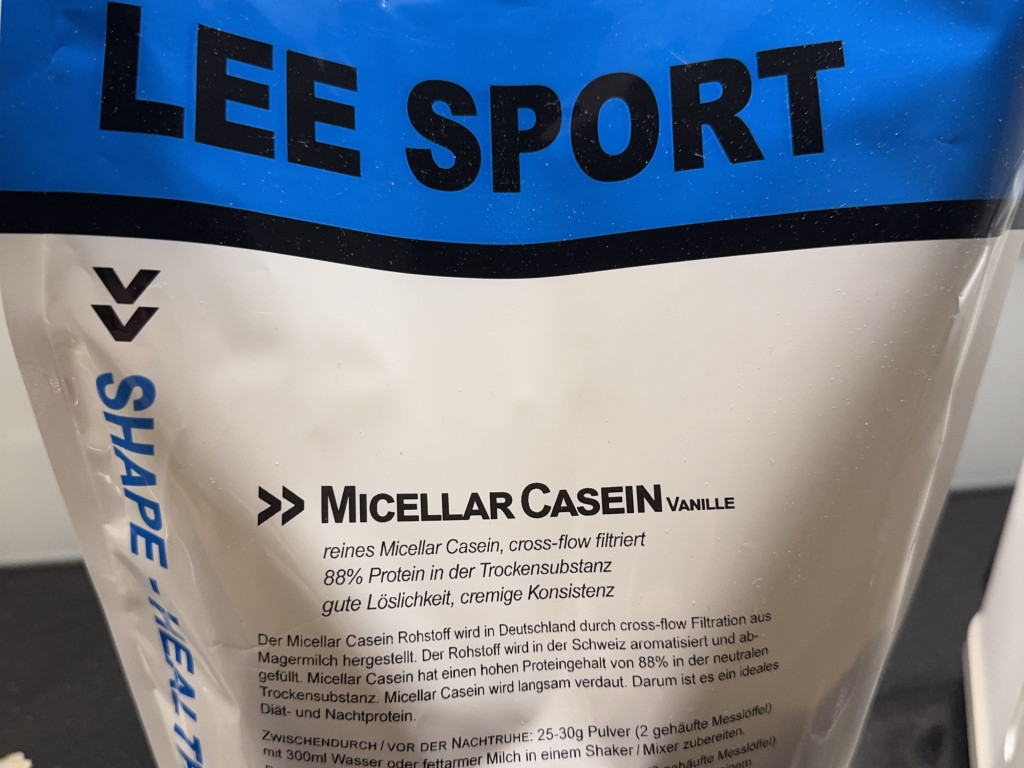 LEE SPORT
>> SHAPE - HEALT
>> MICELLAR CASEIN VANILLE
reines Micellar Casein, cross-flow filtriert
88% Protein in der Trockensubstanz
gute Löslichkeit, cremige Konsistenz
Der Micellar Casein Rohstoff wird in Deutschland durch cross-flow Filtration aus
Magermilch hergestellt. Der Rohstoff wird in der Schweiz aromatisiert und ab-
gefüllt. Micellar Casein hat einen hohen Proteingehalt von 88% in der neutralen
Trockensubstanz. Micellar Casein wird langsam verdaut. Darum ist es ein ideales
Diät- und Nachtprotein.
ZWISCHENDURCH / VOR DER NACHTRUHE: 25-30g Pulver (2 gehäufte Messlöffel)
mit 300ml Wasser oder fettarmer Milch in einem Shaker / Mixer zubereiten.
gehäufte Messlöffel)